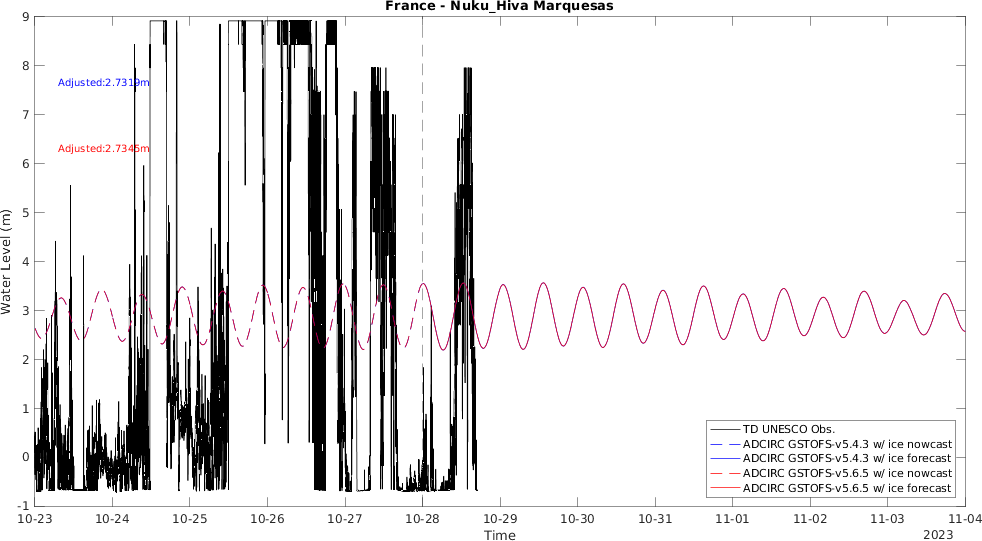 France - Nuku_Hiva Marquesas
9
8
7
6
5
4
3
2
1
0
-1
Water Level (m)
Adjusted:2.7319m
Adjusted:2.7345m
TD UNESCO Obs.
ADCIRC GSTOFS-v5.4.3 w/ ice nowcast
ADCIRC GSTOFS-v5.4.3 w/ ice forecast
ADCIRC GSTOFS-v5.6.5 w/ ice nowcast
ADCIRC GSTOFS-v5.6.5 w/ ice forecast
10-23 10-24 10-25 10-26 10-27 10-28 10-29 10-30 10-31 11-01 11-02 11-03 11-04
Time
2023